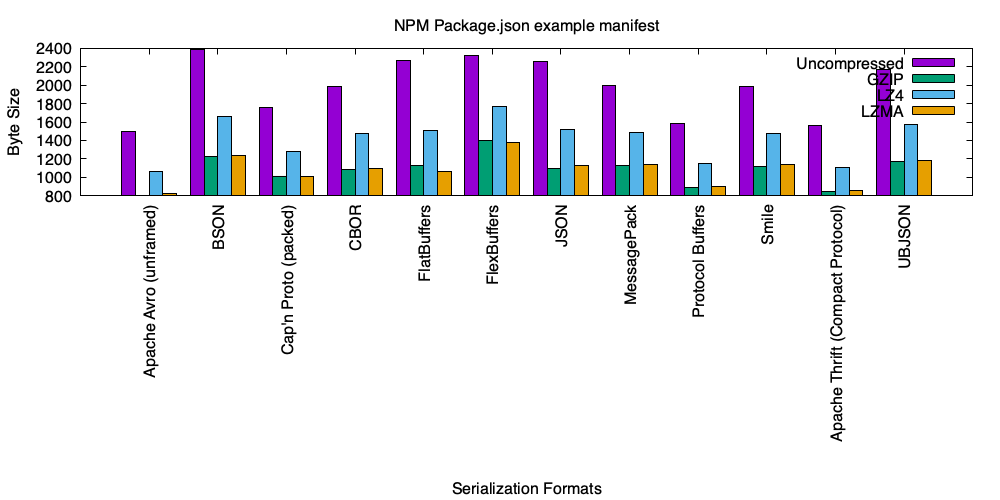 NPM Package.json example manifest
Byte Size
2400
2200
2000
1800
1600
1400
1200
1000
800
Uncompressed
GZIP
LZ4
LZMA
Apache Avro (unframed)
BSON
Cap'n Proto (packed)
CBOR
FlatBuffers
FlexBuffers
JSON
MessagePack
Protocol Buffers
Smile
Apache Thrift (Compact Protocol)
UBJSON
Serialization Formats